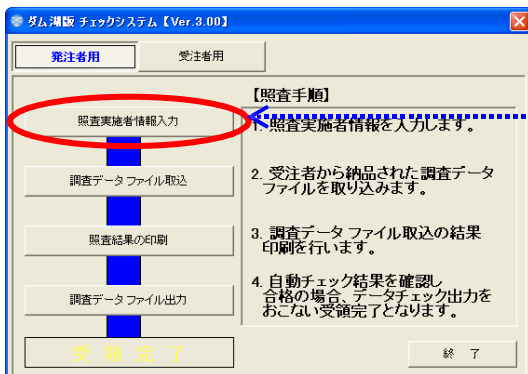 ダム湖版 チェックシステム【Ver.3.00】
発注者用
受注者用
照査実施者情報入力
調査データファイル取込
照査結果の印刷
調査データファイル出力
受領完了
【照査手順】
1. 照査実施者情報を入力します。
2. 受注者から納品された調査データ
ファイルを取り込みます。
3. 調査データファイル取込の結果
印刷を行います。
4. 自動チェック結果を確認し
合格の場合、データチェック出力を
おこない受領完了となります。
終 了